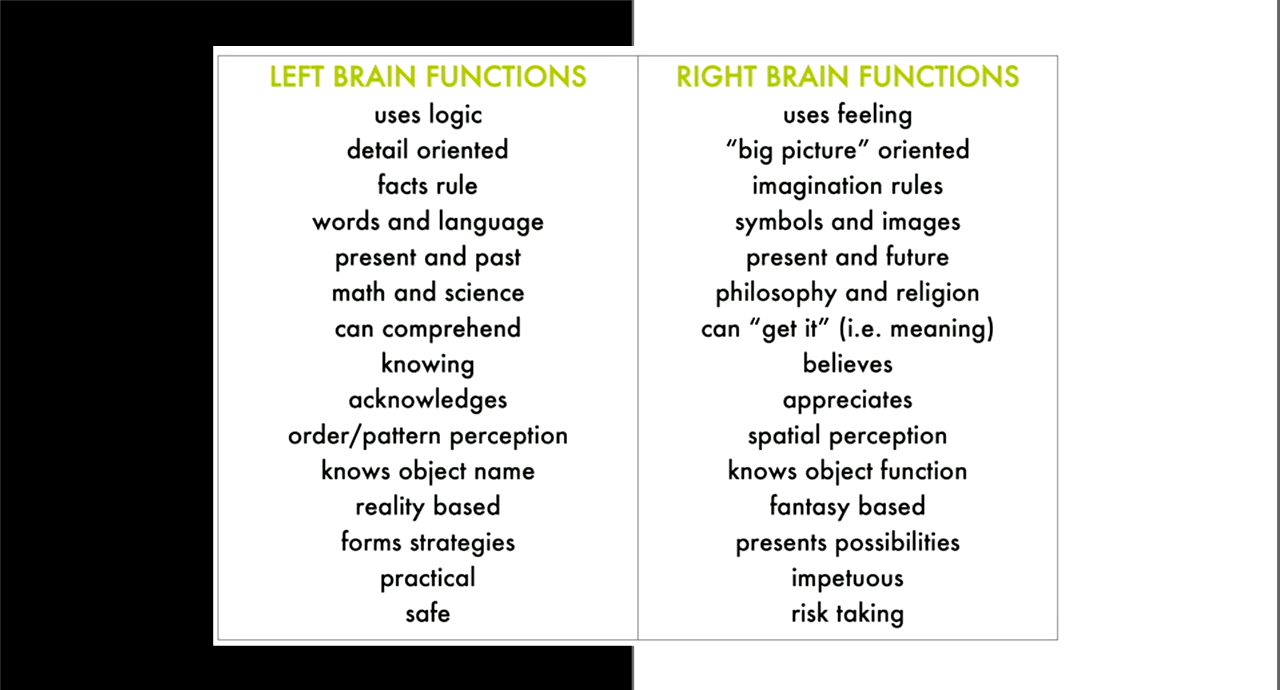 LEFT BRAIN FUNCTIONS
uses logic
detail oriented
facts rule
words and language
present and past
math and science
can comprehend
knowing
acknowledges
order/pattern perception
knows object name
reality based
forms strategies
practical
safe
RIGHT BRAIN FUNCTIONS
uses feeling
“big picture” oriented
imagination rules
symbols and images
present and future
philosophy and religion
can “get it” (i.e. meaning)
believes
appreciates
spatial perception
knows object function
fantasy based
presents possibilities
impetuous
risk taking